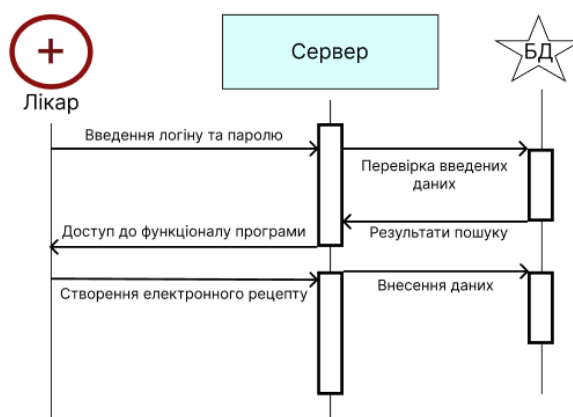 Сервер
БД
Лікар
Введення логіну та паролю
Перевірка введених
даних
Доступ до функціоналу програми
Результати пошуку
Створення електронного рецепту
Внесення даних